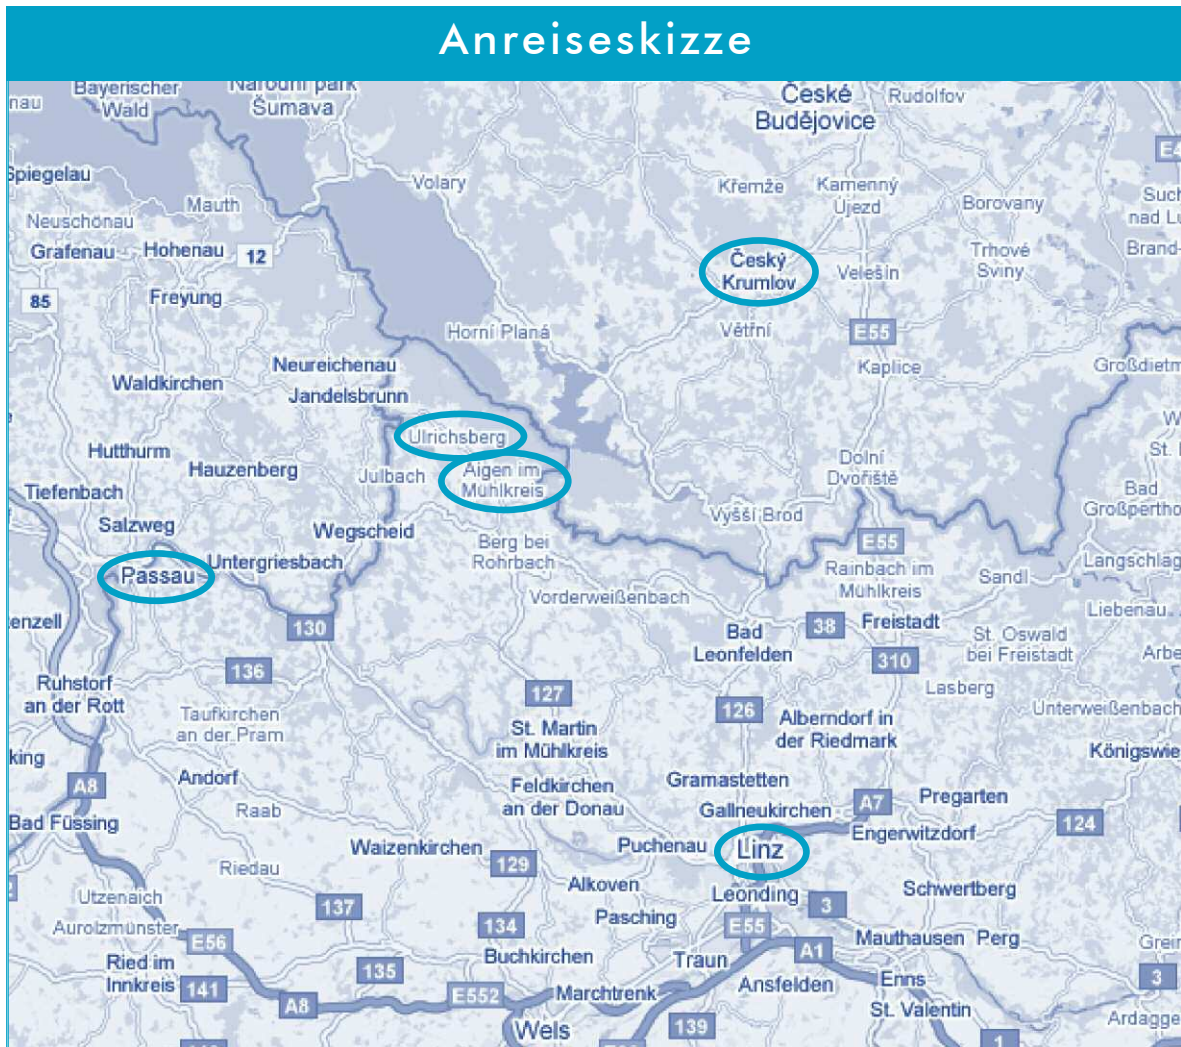 Anreiseskizze
Bayerischer
Wald
Národní park
Šumava
České
Budějovice
Rudolfov
Spiegelau
Mauth
Volary
Křemže
Kamenný
Újezd
Borovany
Neuschönau
Grafenau
Hohenau
12
Český
Krumlov
Velešín
Trhové
Sviny
85
Freyung
Horní Planá
Větřní
E55
Neureichenau
Kaplice
Waldkirchen
Jandelsbrunn
Ulrichsberg
Hutthurm
Hauzenberg
Julbach
Aigen im
Mühlkreis
Dolní
Dvořiště
Tiefenbach
Bad
Salzweg
Wegscheid
Vyšší Brod
Passau
Untergriesbach
Berg bei
Rohrbach
E55
Rainbach im
Mühlkreis
Sandl
Langschlag
Vorderweißenbach
Liebenau
130
Bad
Leonfelden
38
Freistadt
St. Oswald
bei Freistadt
136
310
Ruhstorf
an der Rott
127
126
Lasberg
Unterweißenbach
Taufkirchen
an der Pram
St. Martin
im Mühlkreis
Alberndorf in
der Riedmark
A8
Andorf
Feldkirchen
an der Donau
Gramastetten
Raab
Gallneukirchen
A7
Pregarten
Bad Füssing
Engerwitzdorf
124
Waizenkirchen
129
Puchenau
Linz
Riedau
Alkoven
Leonding
Schwertberg
Utzenaich
137
Pasching
3
Aurolzmünster
E56
134
E55
Mauthausen
Perg
Buchkirchen
A1
Ried im
Innkreis
141
135
Traun
Ansfelden
Enns
3
A8
E552
Marchtrenk
St. Valentin
Wels
139
1